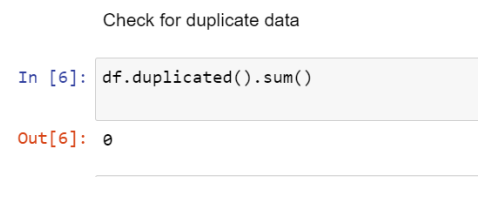 Check for duplicate data
In [6]: df.duplicated().sum()
Out[6]: 0